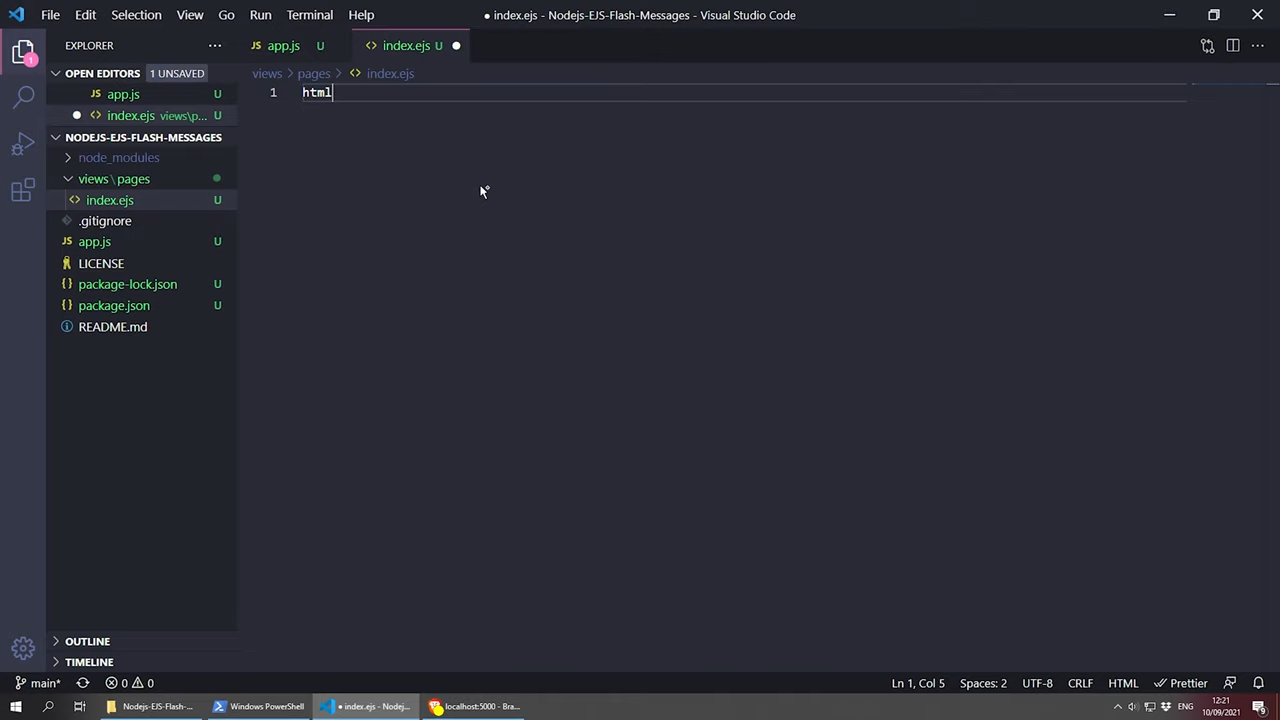 File Edit Selection View Go Run Terminal Help
● index.ejs - Nodejs-EJS-Flash-Messages - Visual Studio Code
1
EXPLORER ···
JS app.js U
<> index.ejs U ●
OPEN EDITORS 1 UNSAVED
views > pages > <> index.ejs
JS app.js U
● <> index.ejs views\p... U
1 html
NODEJS-EJS-FLASH-MESSAGES
node_modules
views\pages
<> index.ejs U
.gitignore
JS app.js U
LICENSE
{} package-lock.json U
{} package.json U
README.md
OUTLINE
TIMELINE
main* 0 0 Ln 1, Col 5 Spaces: 2 UTF-8 CRLF HTML Prettier
Nodejs-EJS-Flash-... Windows PowerShell ● index.ejs - Nodej... localhost:5000 - Bra... ENG 12:21
10/09/2021